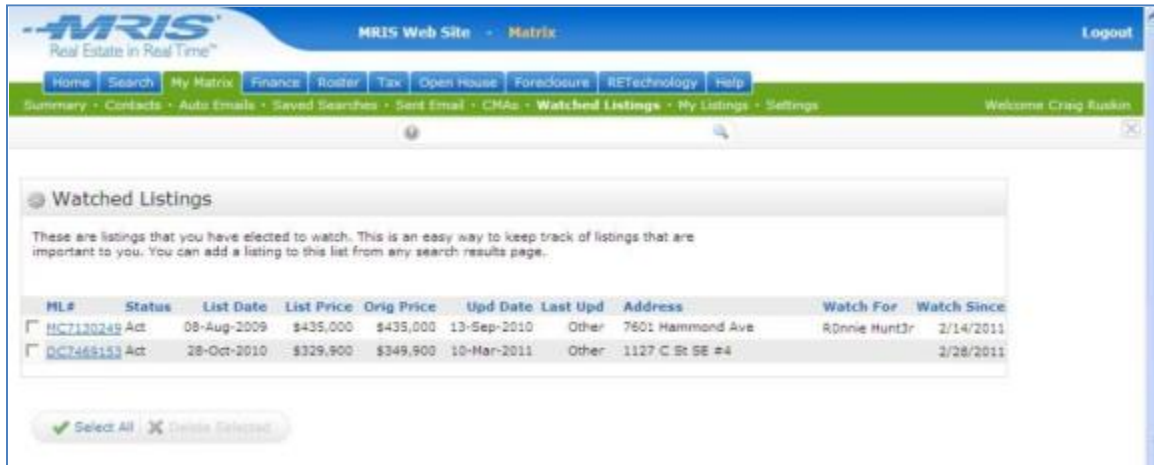 MRIS
Real Estate in Real Time™
MRIS Web Site - Matrix
Logout
Home Search My Matrix Finance Roster Tax Open House Foreclosure RETechnology Help
Summary · Contacts · Auto Emails · Saved Searches · Sent Email · CMAs · Watched Listings · My Listings · Settings Welcome Craig Ruskin
Watched Listings
These are listings that you have elected to watch. This is an easy way to keep track of listings that are
important to you. You can add a listing to this list from any search results page.
ML# Status List Date List Price Orig Price Upd Date Last Upd Address Watch For Watch Since
MC7130249 Act 08-Aug-2009 $435,000 $435,000 13-Sep-2010 Other 7601 Hammond Ave R0nnie Hunt3r 2/14/2011
DC7469153 Act 28-Oct-2010 $329,900 $349,900 10-Mar-2011 Other 1127 C St SE #4 2/28/2011
Select All Delete Selected